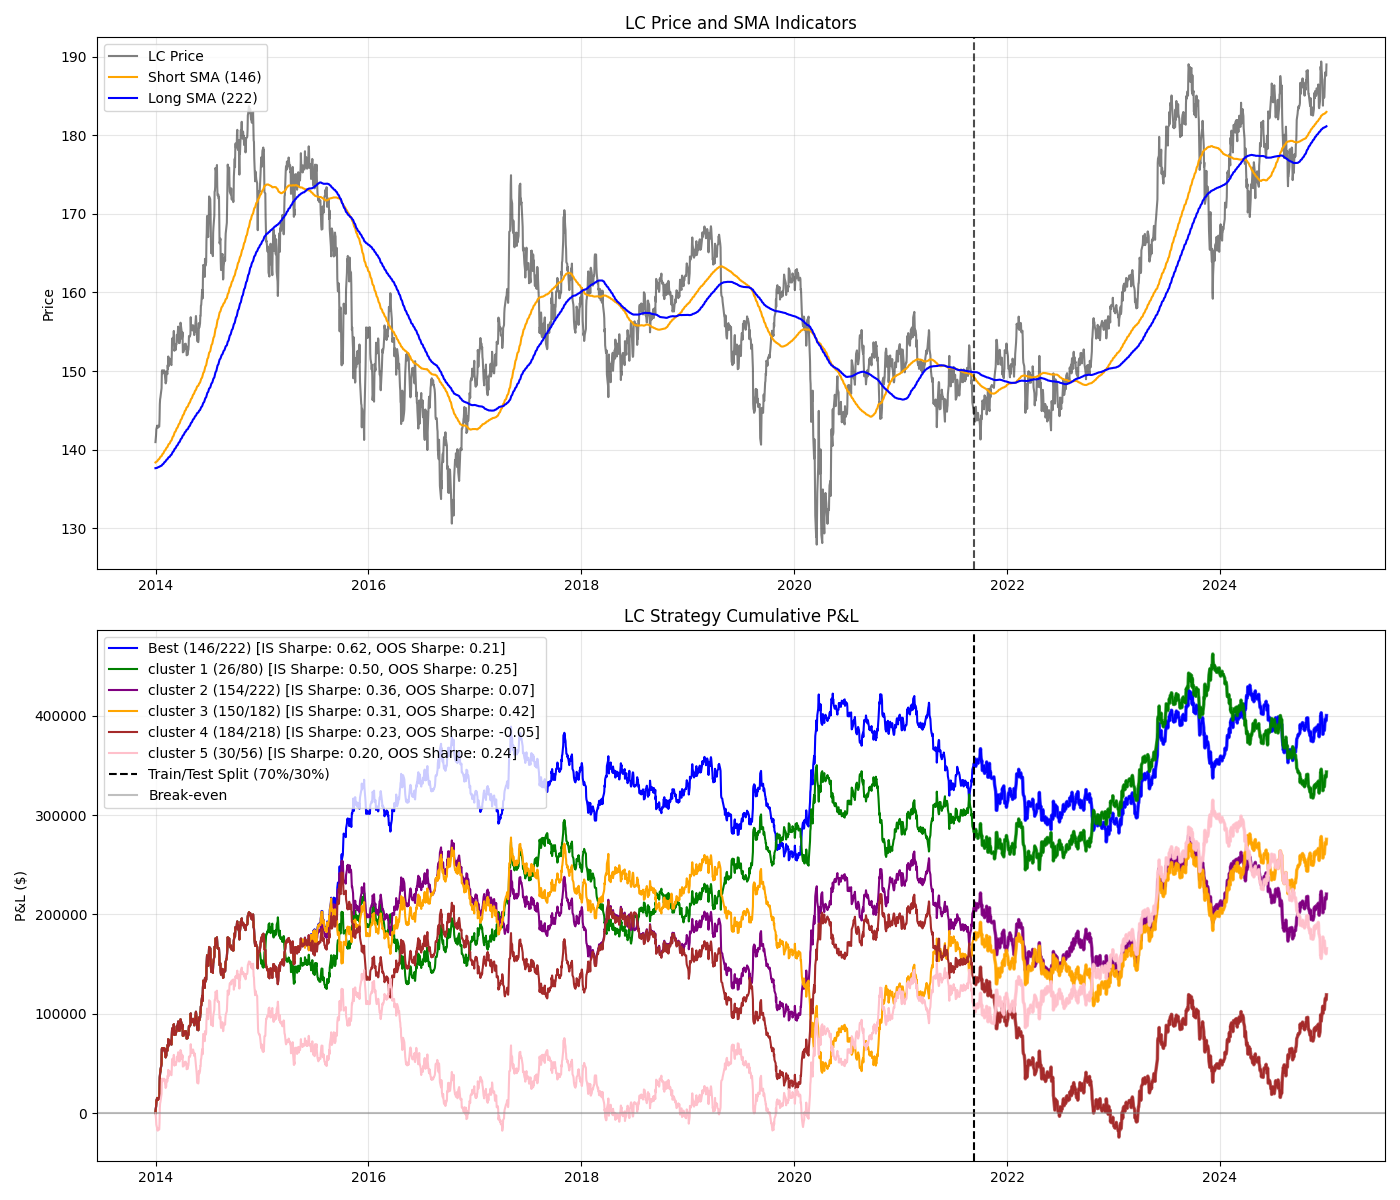 LC Price and SMA Indicators
LC Price
Short SMA (146)
Long SMA (222)
Price
190
180
170
160
150
140
130
2014
2016
2018
2020
2022
2024
LC Strategy Cumulative P&L
Best (146/222) [IS Sharpe: 0.62, OOS Sharpe: 0.21]
cluster 1 (26/80) [IS Sharpe: 0.50, OOS Sharpe: 0.25]
cluster 2 (154/222) [IS Sharpe: 0.36, OOS Sharpe: 0.07]
cluster 3 (150/182) [IS Sharpe: 0.31, OOS Sharpe: 0.42]
cluster 4 (184/218) [IS Sharpe: 0.23, OOS Sharpe: -0.05]
cluster 5 (30/56) [IS Sharpe: 0.20, OOS Sharpe: 0.24]
Train/Test Split (70%/30%)
Break-even
P&L ($)
400000
300000
200000
100000
0
2014
2016
2018
2020
2022
2024